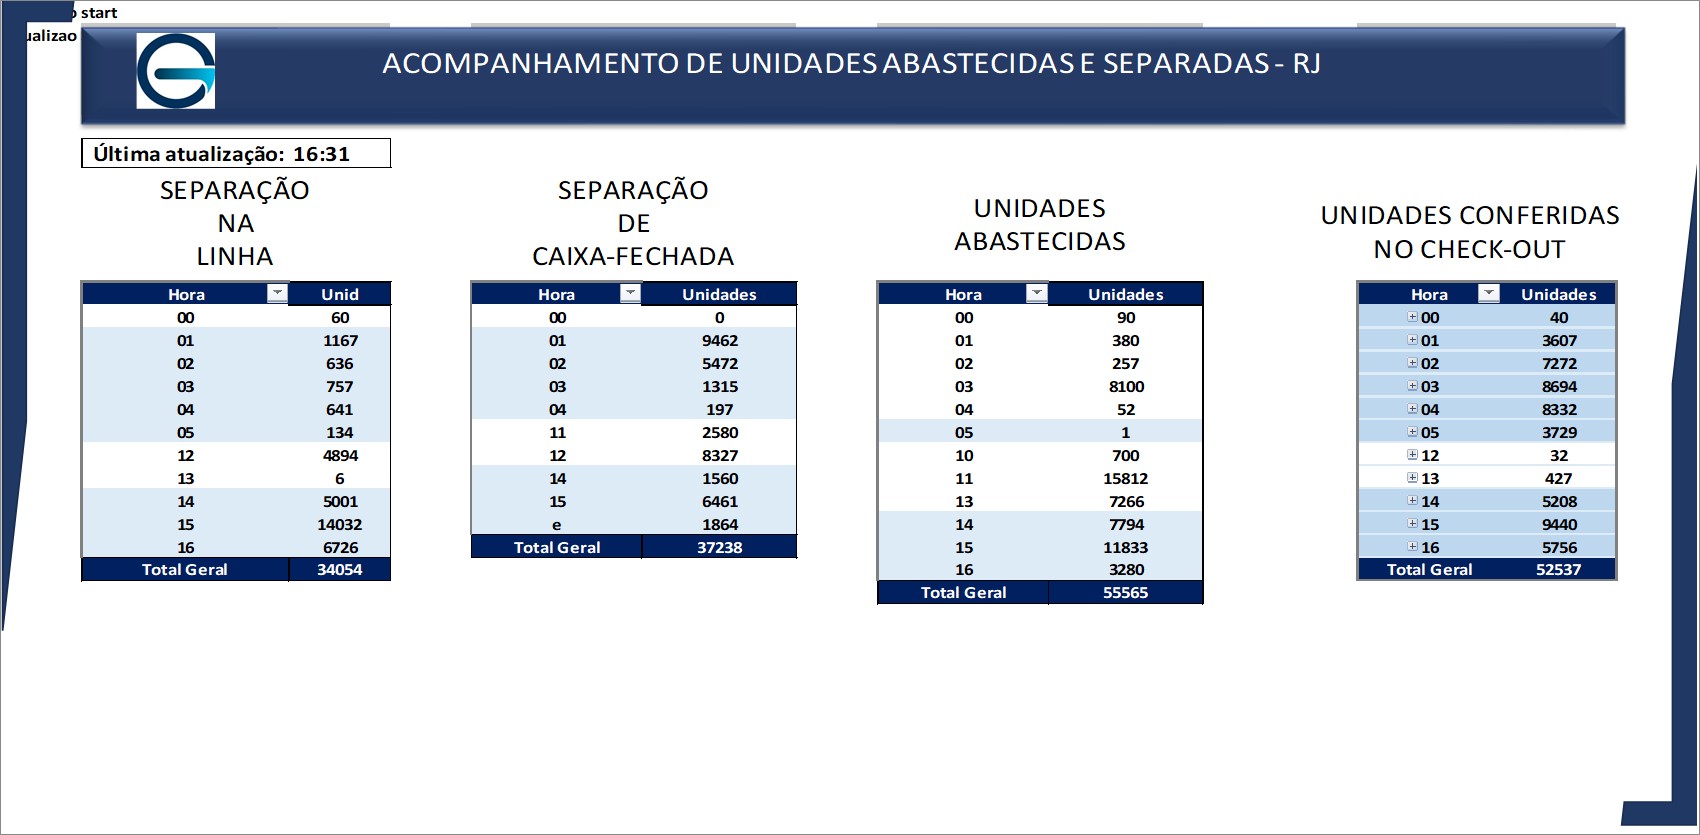 start
ualizao
ACOMPANHAMENTO DE UNIDADES ABASTECIDAS E SEPARADAS - RJ
Última atualização: 16:31
SEPARAÇÃO
NA
LINHA
Hora Unid
00 60
01 1167
02 636
03 757
04 641
05 134
12 4894
13 6
14 5001
15 14032
16 6726
Total Geral 34054
SEPARAÇÃO
DE
CAIXA-FECHADA
Hora Unidades
00 0
01 9462
02 5472
03 1315
04 197
11 2580
12 8327
14 1560
15 6461
e 1864
Total Geral 37238
UNIDADES
ABASTECIDAS
Hora Unidades
00 90
01 380
02 257
03 8100
04 52
05 1
10 700
11 15812
13 7266
14 7794
15 11833
16 3280
Total Geral 55565
UNIDADES CONFERIDAS
NO CHECK-OUT
Hora Unidades
00 40
01 3607
02 7272
03 8694
04 8332
05 3729
12 32
13 427
14 5208
15 9440
16 5756
Total Geral 52537